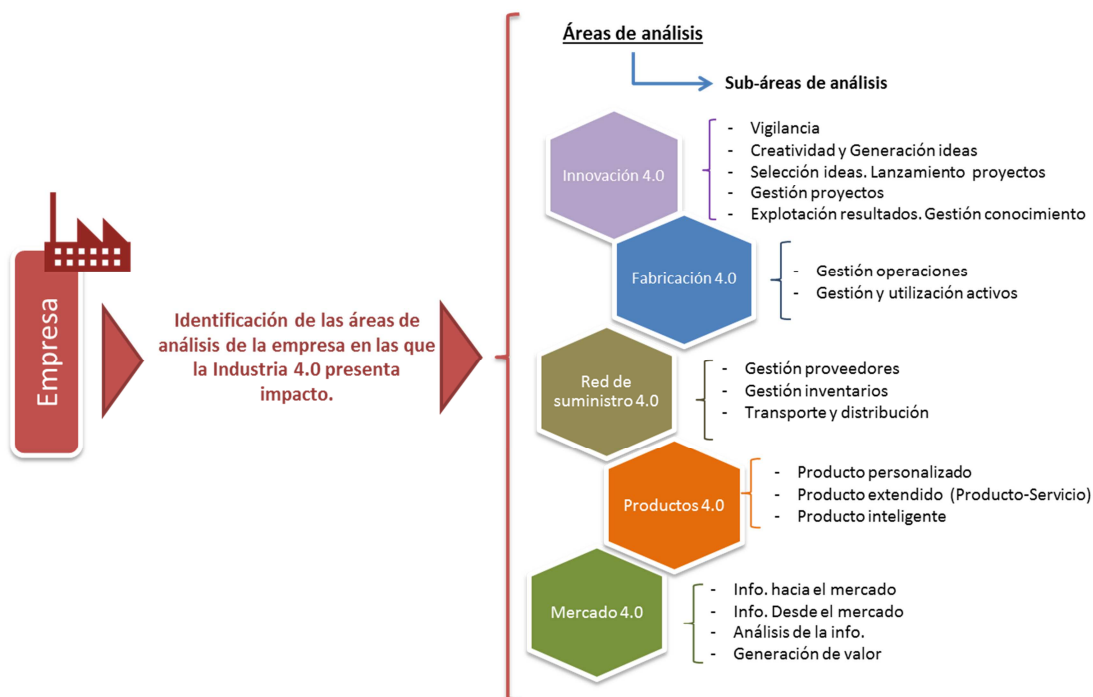 Empresa
Identificación de las áreas de
análisis de la empresa en las que
la Industria 4.0 presenta
impacto.
Áreas de análisis
Sub-áreas de análisis
Innovación 4.0
- Vigilancia
- Creatividad y Generación ideas
- Selección ideas. Lanzamiento proyectos
- Gestión proyectos
- Explotación resultados. Gestión conocimiento
Fabricación 4.0
- Gestión operaciones
- Gestión y utilización activos
Red de
suministro 4.0
- Gestión proveedores
- Gestión inventarios
- Transporte y distribución
Productos 4.0
- Producto personalizado
- Producto extendido (Producto-Servicio)
- Producto inteligente
Mercado 4.0
- Info. hacia el mercado
- Info. Desde el mercado
- Análisis de la info.
- Generación de valor